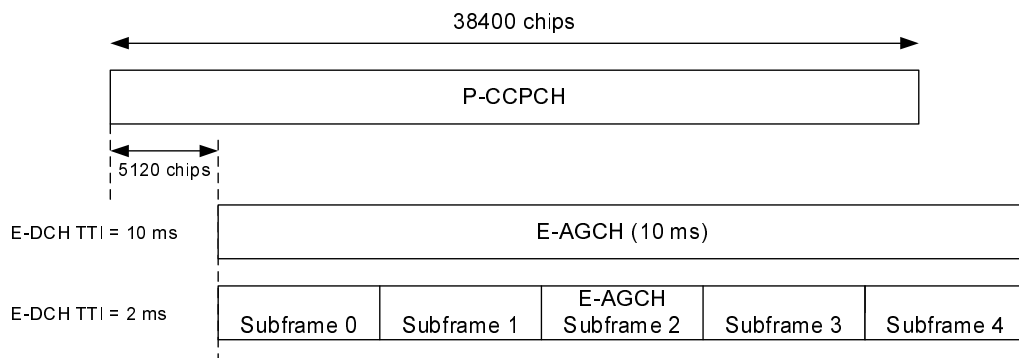 38400 chips
P-CCPCH
5120 chips
E-DCH TTI = 10 ms
E-AGCH (10 ms)
E-DCH TTI = 2 ms
E-AGCH
Subframe 0
Subframe 1
Subframe 2
Subframe 3
Subframe 4